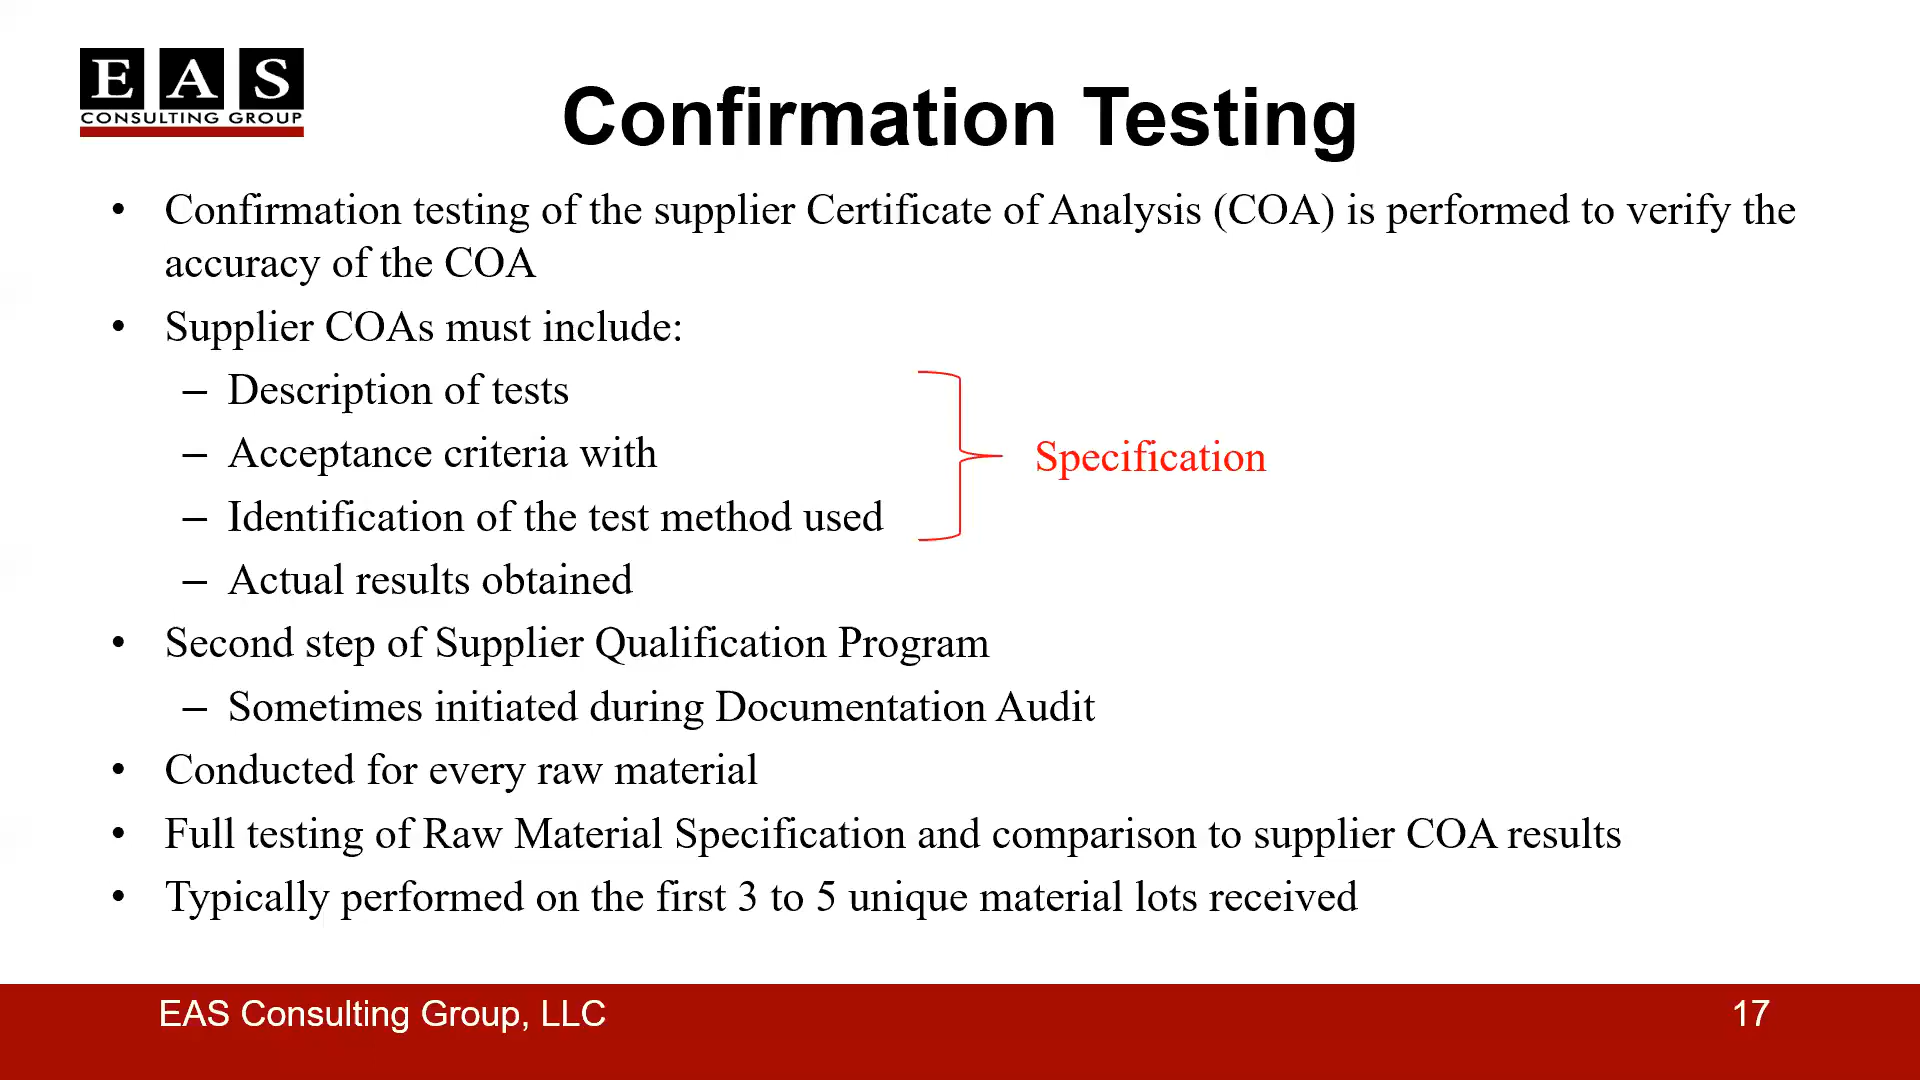 E A S
CONSULTING GROUP
Confirmation Testing
• Confirmation testing of the supplier Certificate of Analysis (COA) is performed to verify the
accuracy of the COA
• Supplier COAs must include:
– Description of tests
– Acceptance criteria with
– Identification of the test method used
Specification
– Actual results obtained
• Second step of Supplier Qualification Program
– Sometimes initiated during Documentation Audit
• Conducted for every raw material
• Full testing of Raw Material Specification and comparison to supplier COA results
• Typically performed on the first 3 to 5 unique material lots received
EAS Consulting Group, LLC
17